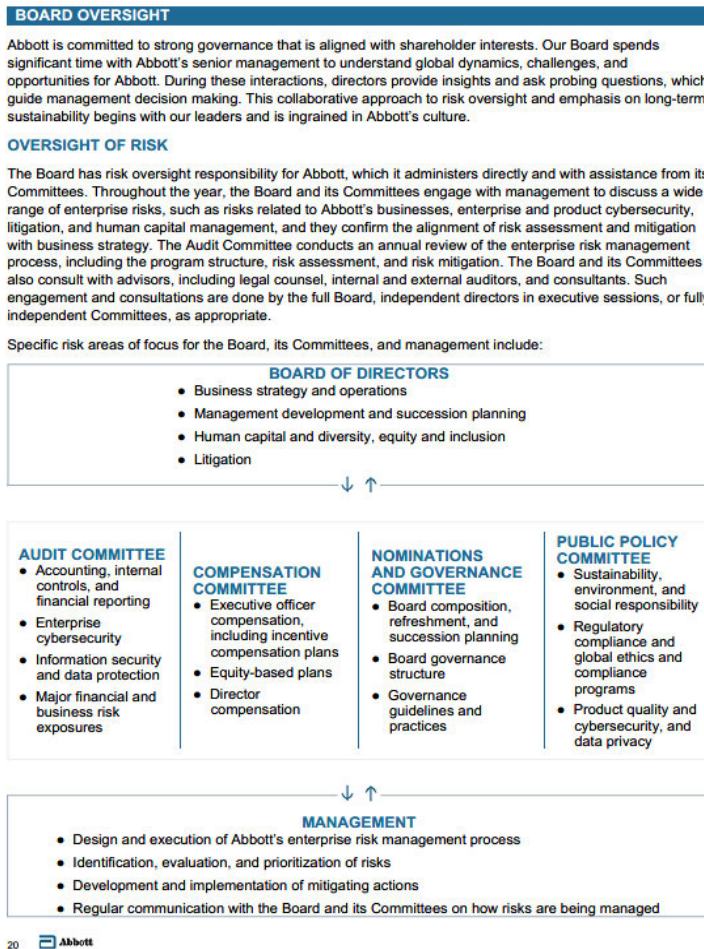 BOARD OVERSIGHT
Abbott is committed to strong governance that is aligned with shareholder interests. Our Board spends
significant time with Abbott's senior management to understand global dynamics, challenges, and
opportunities for Abbott. During these interactions, directors provide insights and ask probing questions, which
guide management decision making. This collaborative approach to risk oversight and emphasis on long-term
sustainability begins with our leaders and is ingrained in Abbott's culture.
OVERSIGHT OF RISK
The Board has risk oversight responsibility for Abbott, which it administers directly and with assistance from its
Committees. Throughout the year, the Board and its Committees engage with management to discuss a wide
range of enterprise risks, such as risks related to Abbott's businesses, enterprise and product cybersecurity,
litigation, and human capital management, and they confirm the alignment of risk assessment and mitigation
with business strategy. The Audit Committee conducts an annual review of the enterprise risk management
process, including the program structure, risk assessment, and risk mitigation. The Board and its Committees
also consult with advisors, including legal counsel, internal and external auditors, and consultants. Such
engagement and consultations are done by the full Board, independent directors in executive sessions, or fully
independent Committees, as appropriate.
Specific risk areas of focus for the Board, its Committees, and management include:
BOARD OF DIRECTORS
● Business strategy and operations
● Management development and succession planning
● Human capital and diversity, equity and inclusion
● Litigation
↓ ↑
AUDIT COMMITTEE
● Accounting, internal
controls, and
financial reporting
● Enterprise
cybersecurity
● Information security
and data protection
● Major financial and
business risk
exposures
COMPENSATION
COMMITTEE
● Executive officer
compensation,
including incentive
compensation plans
● Equity-based plans
● Director
compensation
NOMINATIONS
AND GOVERNANCE
COMMITTEE
● Board composition,
refreshment, and
succession planning
● Board governance
structure
● Governance
guidelines and
practices
PUBLIC POLICY
COMMITTEE
● Sustainability,
environment, and
social responsibility
● Regulatory
compliance and
global ethics and
compliance
programs
● Product quality and
cybersecurity, and
data privacy
↓ ↑
MANAGEMENT
● Design and execution of Abbott's enterprise risk management process
● Identification, evaluation, and prioritization of risks
● Development and implementation of mitigating actions
● Regular communication with the Board and its Committees on how risks are being managed
20 Abbott